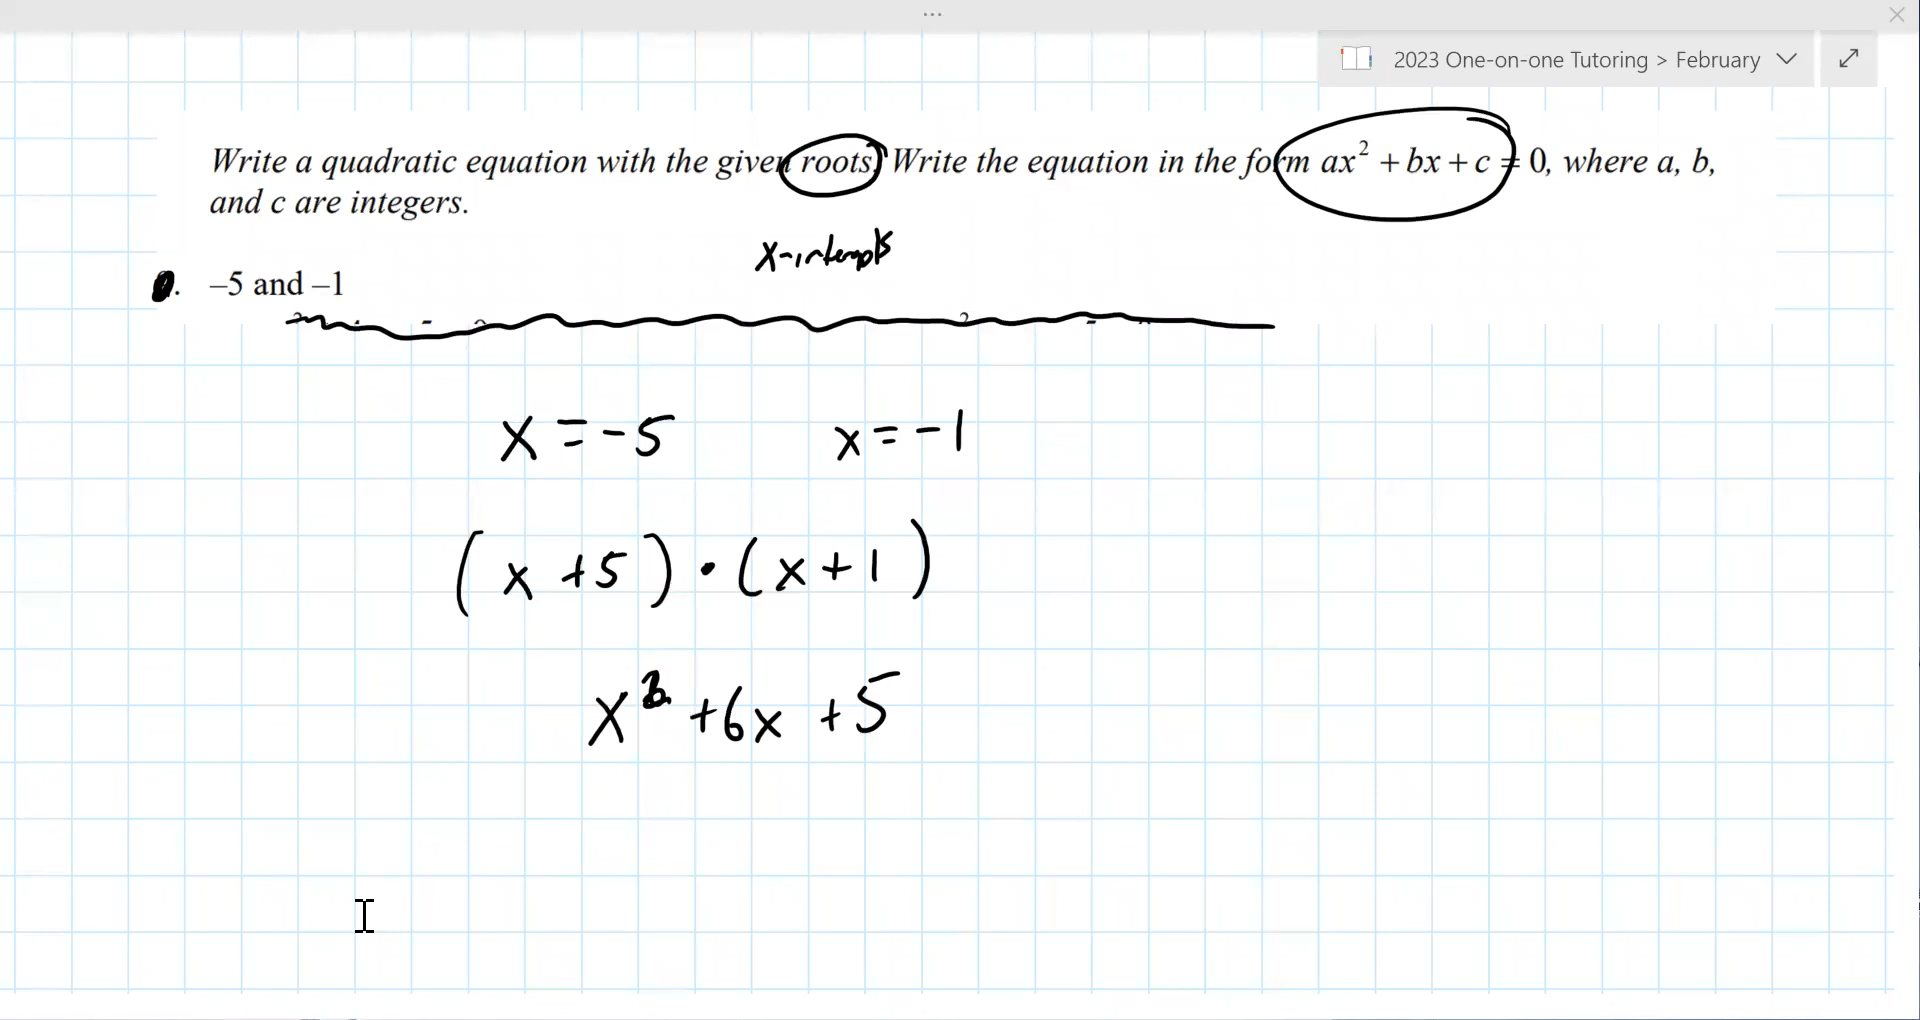 ...
2023 One-on-one Tutoring > February
Write a quadratic equation with the given roots. Write the equation in the form ax² + bx + c = 0, where a, b,
and c are integers.
x-intercepts
–5 and –1
x = -5 x = -1
(x +5) · (x + 1)
x² +6x +5